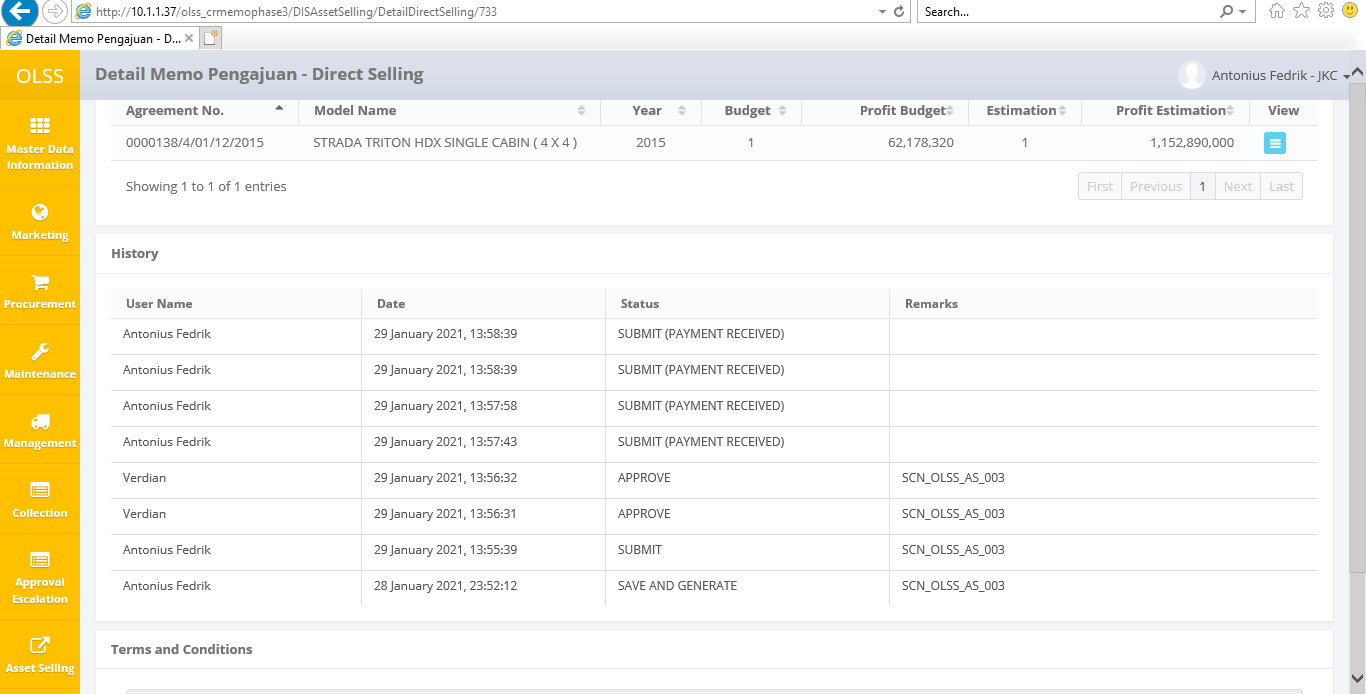 http://10.1.1.37/olss_crmemophase3/DISAssetSelling/DetailDirectSelling/733
Search...
Detail Memo Pengajuan - D...
OLSS
Detail Memo Pengajuan - Direct Selling
Antonius Fedrik - JKC
Master Data
Information
Marketing
Procurement
Maintenance
Management
Collection
Approval
Escalation
Asset Selling
Agreement No. Model Name Year Budget Profit Budget Estimation Profit Estimation View
0000138/4/01/12/2015 STRADA TRITON HDX SINGLE CABIN ( 4 X 4 ) 2015 1 62,178,320 1 1,152,890,000
Showing 1 to 1 of 1 entries
First Previous 1 Next Last
History
User Name Date Status Remarks
Antonius Fedrik 29 January 2021, 13:58:39 SUBMIT (PAYMENT RECEIVED)
Antonius Fedrik 29 January 2021, 13:58:39 SUBMIT (PAYMENT RECEIVED)
Antonius Fedrik 29 January 2021, 13:57:58 SUBMIT (PAYMENT RECEIVED)
Antonius Fedrik 29 January 2021, 13:57:43 SUBMIT (PAYMENT RECEIVED)
Verdian 29 January 2021, 13:56:32 APPROVE SCN_OLSS_AS_003
Verdian 29 January 2021, 13:56:31 APPROVE SCN_OLSS_AS_003
Antonius Fedrik 29 January 2021, 13:55:39 SUBMIT SCN_OLSS_AS_003
Antonius Fedrik 28 January 2021, 23:52:12 SAVE AND GENERATE SCN_OLSS_AS_003
Terms and Conditions